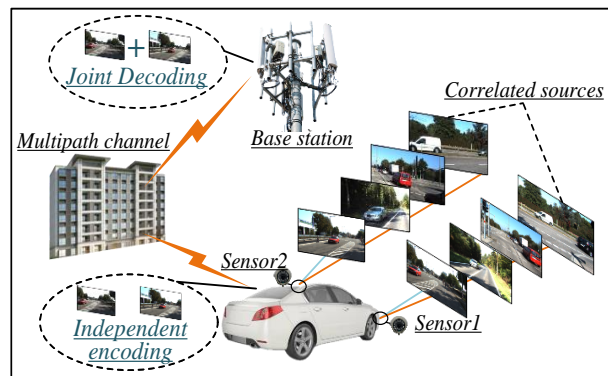 Joint Decoding
Correlated sources
Multipath channel
Base station
Sensor2
Independent
encoding
Sensor1